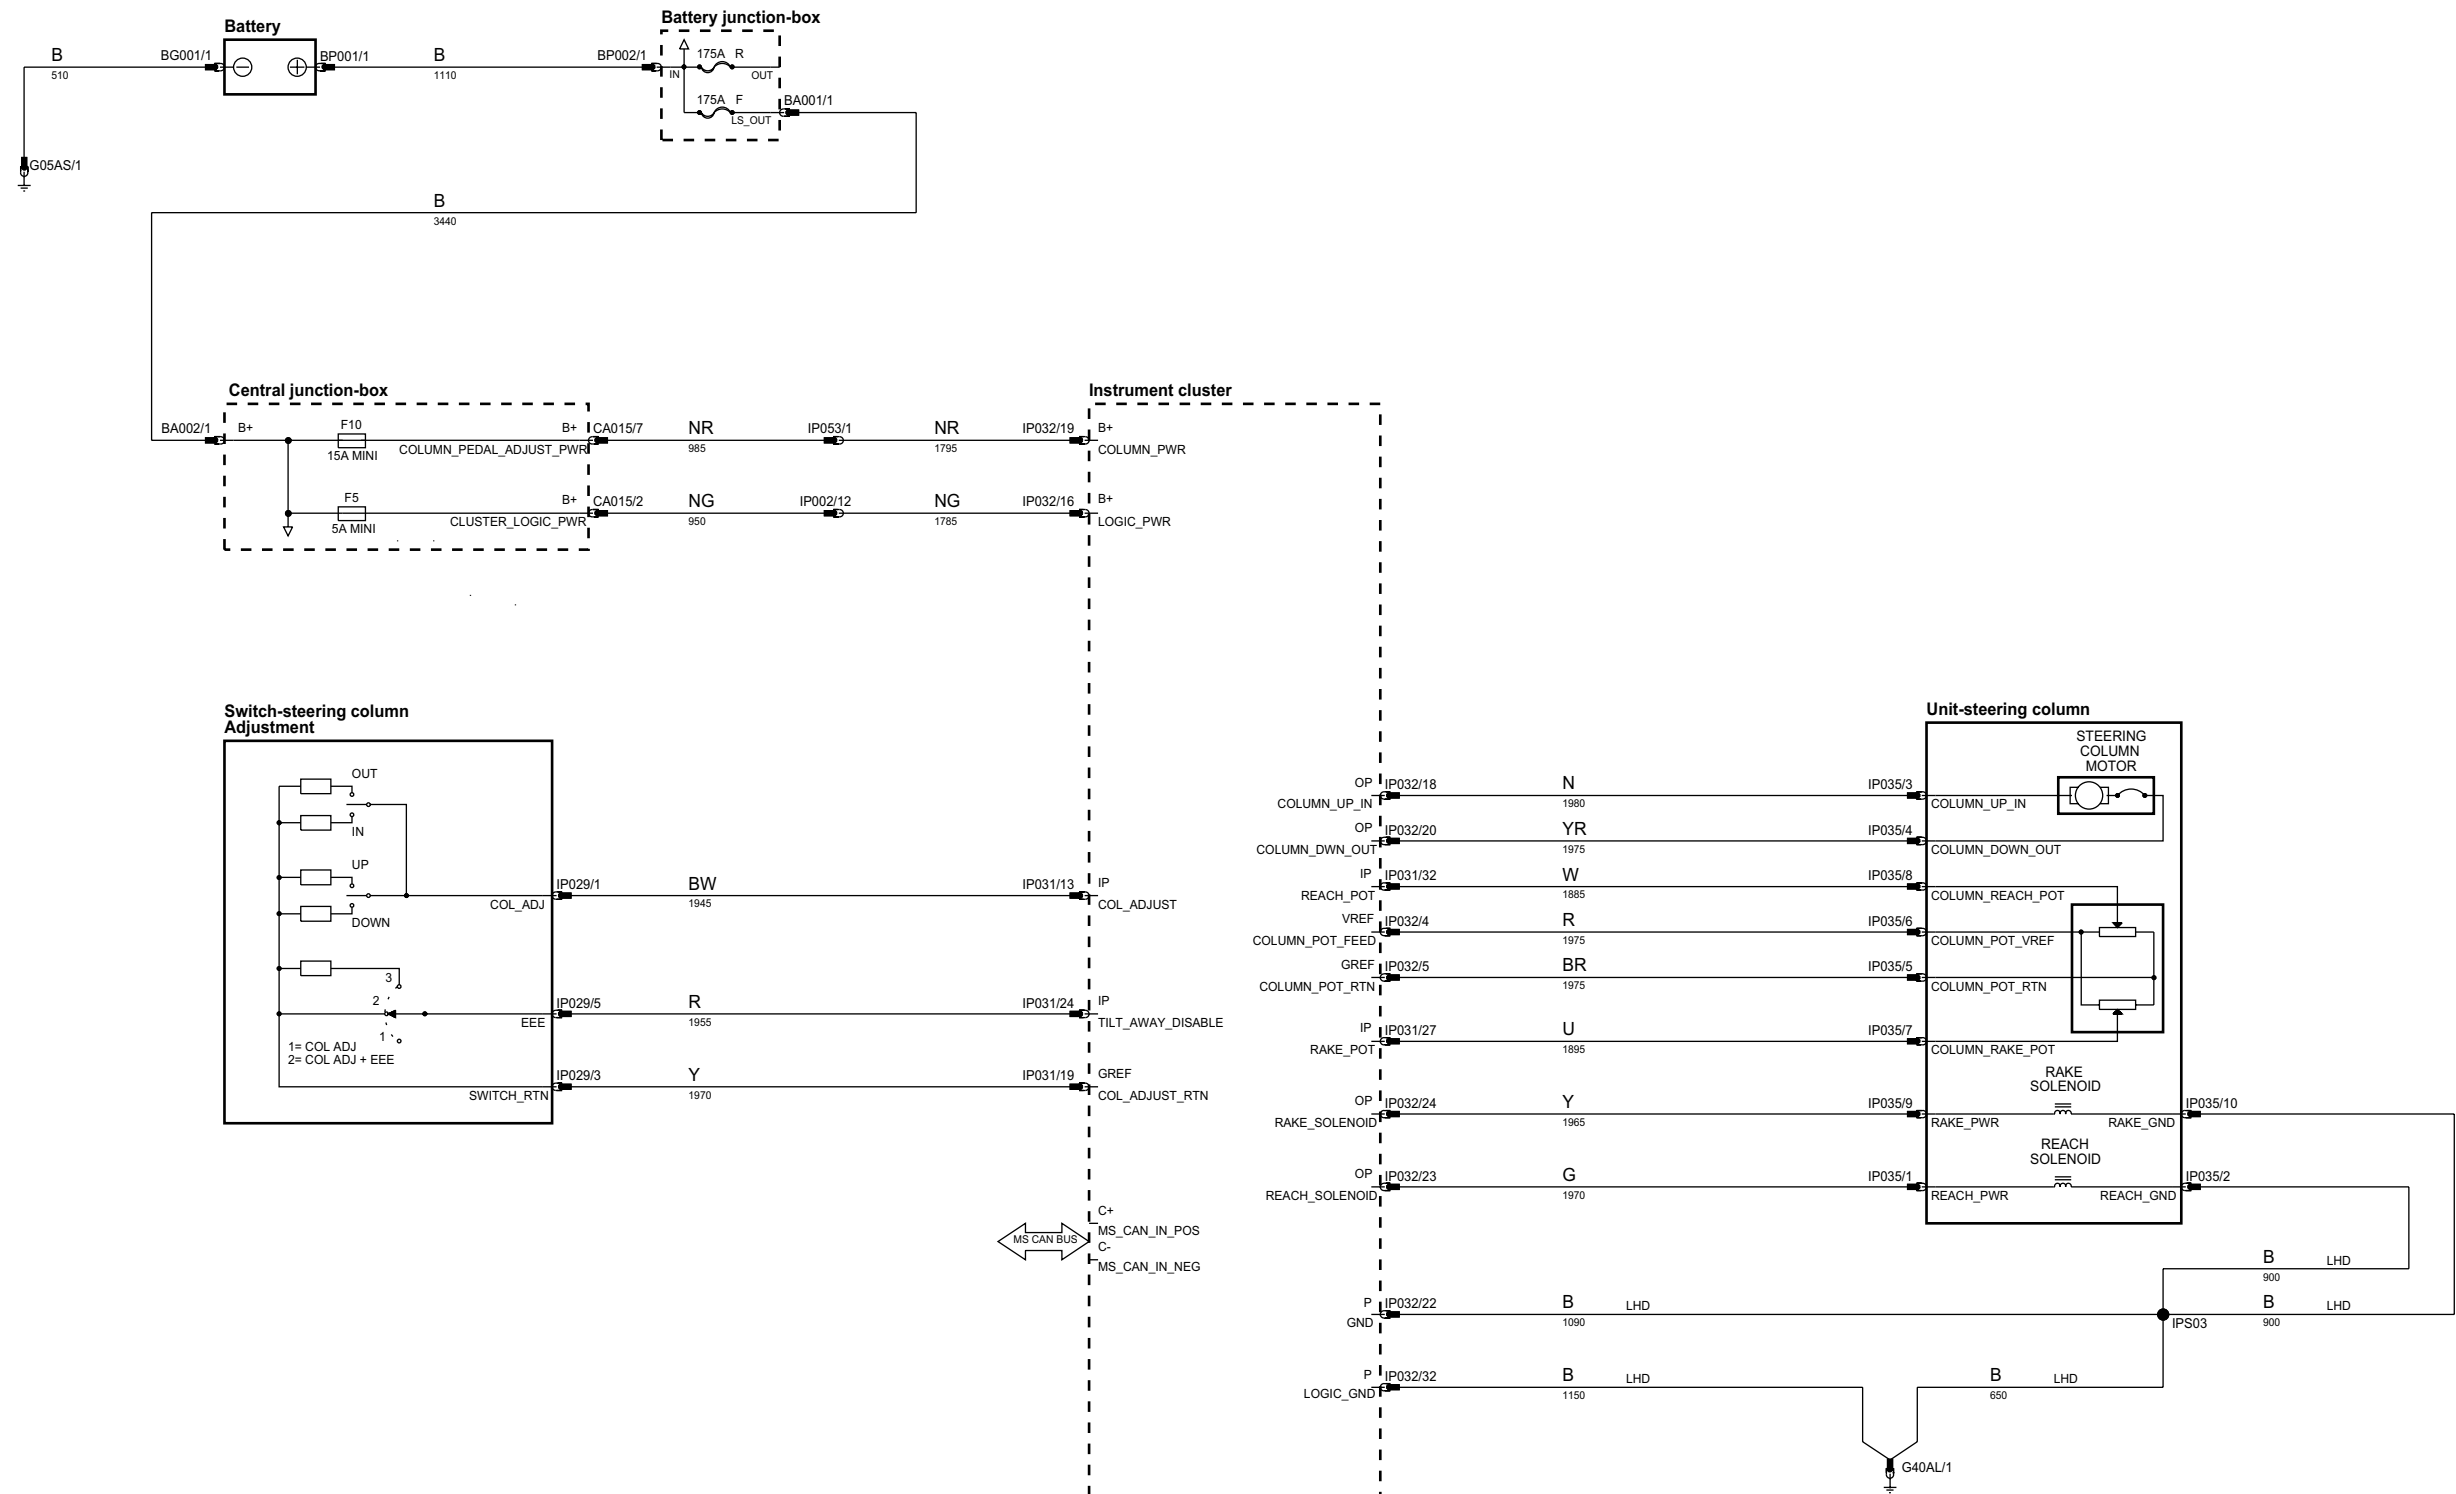 Battery
Battery junction-box
B
510
BG001/1
BP001/1
B
1110
BP002/1
IN
175A R
OUT
175A F
LS_OUT
BA001/1
G05AS/1
B
3440
Central junction-box
Instrument cluster
BA002/1
B+
F10
15A MINI
B+
COLUMN_PEDAL_ADJUST_PWR
CA015/7
NR
985
IP053/1
NR
1795
IP032/19
B+
COLUMN_PWR
F5
5A MINI
B+
CLUSTER_LOGIC_PWR
CA015/2
NG
950
IP002/12
NG
1785
IP032/16
B+
LOGIC_PWR
Switch-steering column
Adjustment
OUT
IN
UP
DOWN
COL_ADJ
IP029/1
BW
1945
IP031/13
IP
COL_ADJUST
3
2
1
EEE
IP029/5
R
1955
IP031/24
IP
TILT_AWAY_DISABLE
1= COL ADJ
2= COL ADJ + EEE
SWITCH_RTN
IP029/3
Y
1970
IP031/19
GREF
COL_ADJUST_RTN
MS CAN BUS
C+
MS_CAN_IN_POS
C-
MS_CAN_IN_NEG
Unit-steering column
STEERING
COLUMN
MOTOR
OP
COLUMN_UP_IN
IP032/18
N
1980
IP035/3
COLUMN_UP_IN
OP
COLUMN_DWN_OUT
IP032/20
YR
1975
IP035/4
COLUMN_DOWN_OUT
IP
REACH_POT
IP031/32
W
1885
IP035/8
COLUMN_REACH_POT
VREF
COLUMN_POT_FEED
IP032/4
R
1975
IP035/6
COLUMN_POT_VREF
GREF
COLUMN_POT_RTN
IP032/5
BR
1975
IP035/5
COLUMN_POT_RTN
IP
RAKE_POT
IP031/27
U
1895
IP035/7
COLUMN_RAKE_POT
RAKE
SOLENOID
OP
RAKE_SOLENOID
IP032/24
Y
1965
IP035/9
RAKE_PWR
RAKE_GND
IP035/10
REACH
SOLENOID
OP
REACH_SOLENOID
IP032/23
G
1970
IP035/1
REACH_PWR
REACH_GND
IP035/2
B
900
LHD
P
GND
IP032/22
B
1090
LHD
IPS03
B
900
LHD
P
LOGIC_GND
IP032/32
B
1150
LHD
B
650
LHD
G40AL/1